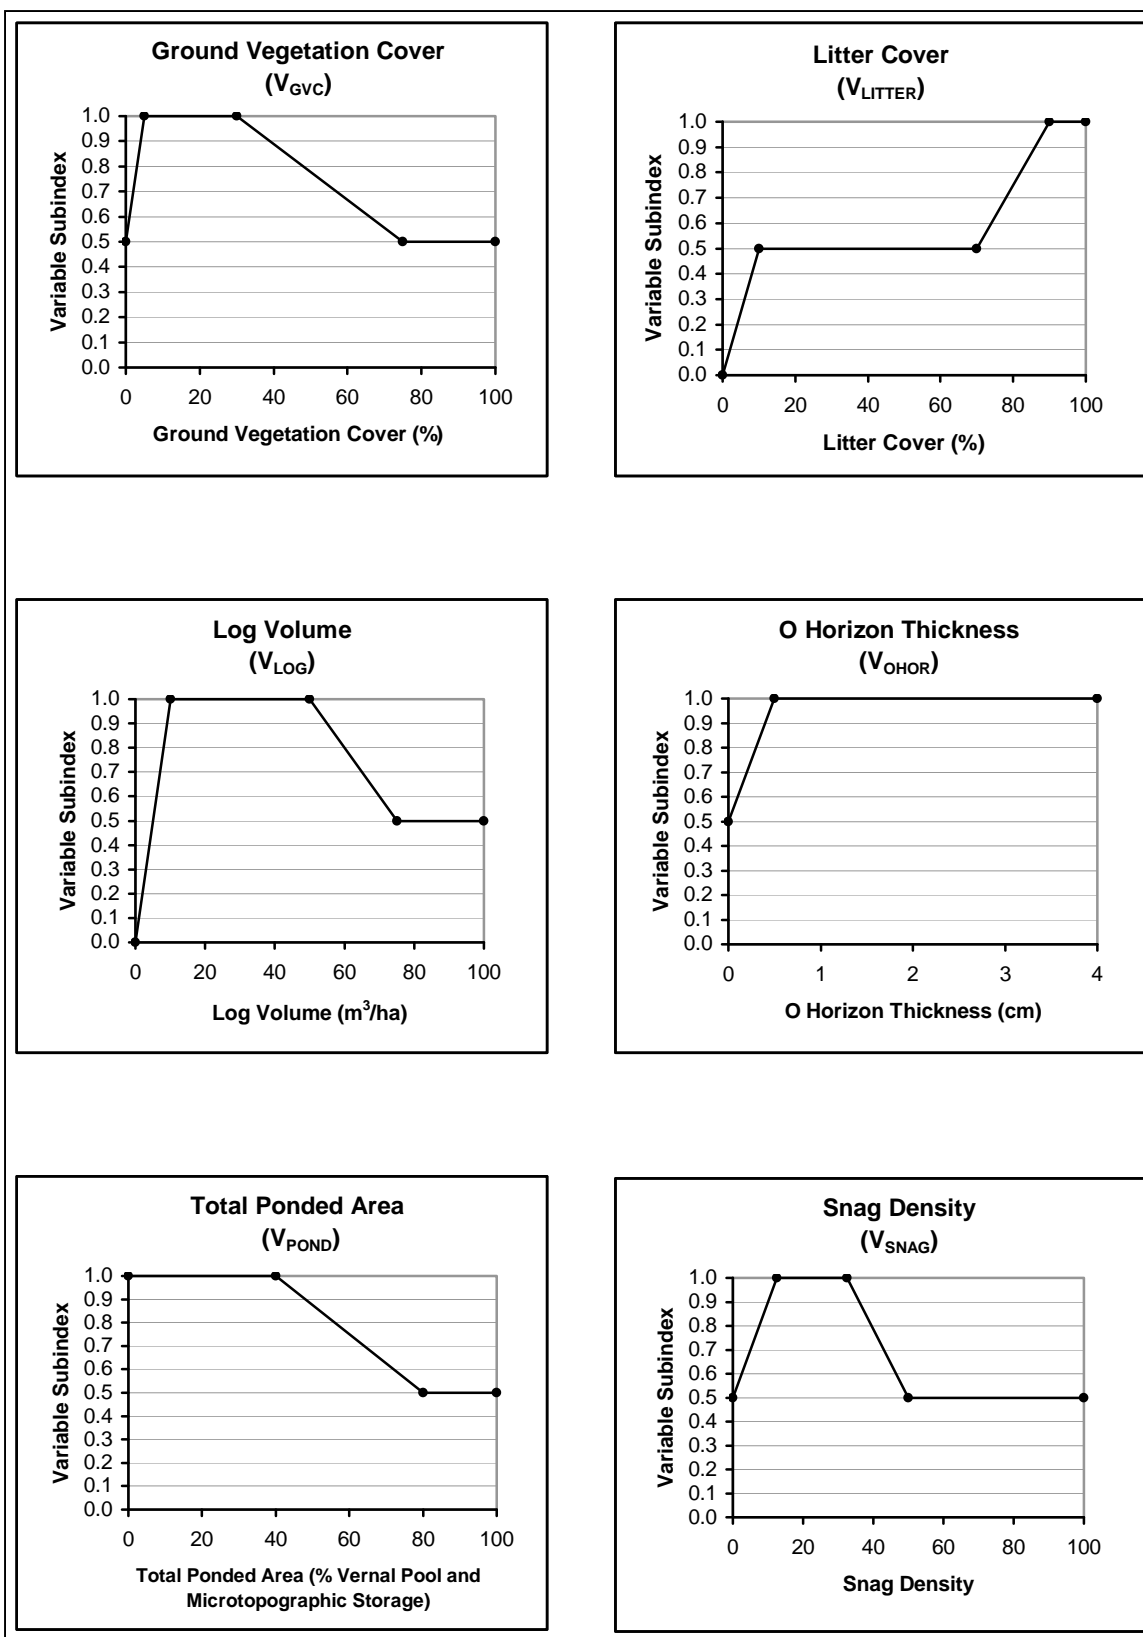 Ground Vegetation Cover
(V_GVC)
1.0
0.9
0.8
0.7
0.6
0.5
0.4
0.3
0.2
0.1
0.0
Variable Subindex
0 20 40 60 80 100
Ground Vegetation Cover (%)
Litter Cover
(V_LITTER)
1.0
0.9
0.8
0.7
0.6
0.5
0.4
0.3
0.2
0.1
0.0
Variable Subindex
0 20 40 60 80 100
Litter Cover (%)
Log Volume
(V_LOG)
1.0
0.9
0.8
0.7
0.6
0.5
0.4
0.3
0.2
0.1
0.0
Variable Subindex
0 20 40 60 80 100
Log Volume (m³/ha)
O Horizon Thickness
(V_OHOR)
1.0
0.9
0.8
0.7
0.6
0.5
0.4
0.3
0.2
0.1
0.0
Variable Subindex
0 1 2 3 4
O Horizon Thickness (cm)
Total Ponded Area
(V_POND)
1.0
0.9
0.8
0.7
0.6
0.5
0.4
0.3
0.2
0.1
0.0
Variable Subindex
0 20 40 60 80 100
Total Ponded Area (% Vernal Pool and
Microtopographic Storage)
Snag Density
(V_SNAG)
1.0
0.9
0.8
0.7
0.6
0.5
0.4
0.3
0.2
0.1
0.0
Variable Subindex
0 20 40 60 80 100
Snag Density